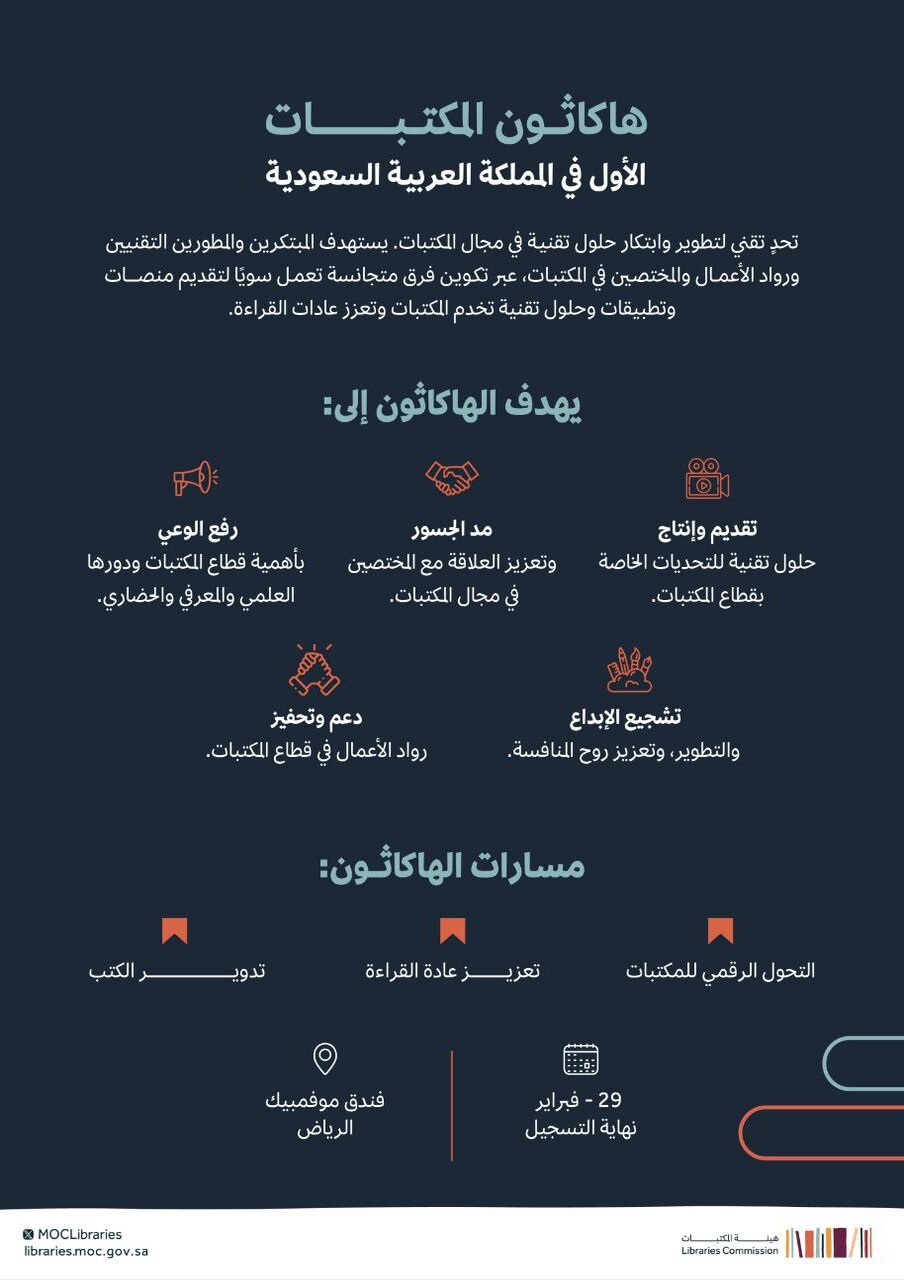 هاكاثون المكتبات
الأول في المملكة العربية السعودية
تحدٍ تقني لتطوير وابتكار حلول تقنية في مجال المكتبات. يستهدف المبتكرين والمطورين التقنيين
ورواد الأعمال والمختصين في المكتبات، عبر تكوين فرق متجانسة تعمل سويًا لتقديم منصات
وتطبيقات وحلول تقنية تخدم المكتبات وتعزز عادات القراءة.
يهدف الهاكاثون إلى:
تقديم وإنتاج
حلول تقنية للتحديات الخاصة
بقطاع المكتبات.
مد الجسور
وتعزيز العلاقة مع المختصين
في مجال المكتبات.
رفع الوعي
بأهمية قطاع المكتبات ودورها
العلمي والمعرفي والحضاري.
تشجيع الإبداع
والتطوير، وتعزيز روح المنافسة.
دعم وتحفيز
رواد الأعمال في قطاع المكتبات.
مسارات الهاكاثون:
التحول الرقمي للمكتبات
تعزيز عادة القراءة
تدوير الكتب
29 - فبراير
نهاية التسجيل
فندق موفمبيك
الرياض
هيئة المكتبات
Libraries Commission
MOCLibraries
libraries.moc.gov.sa